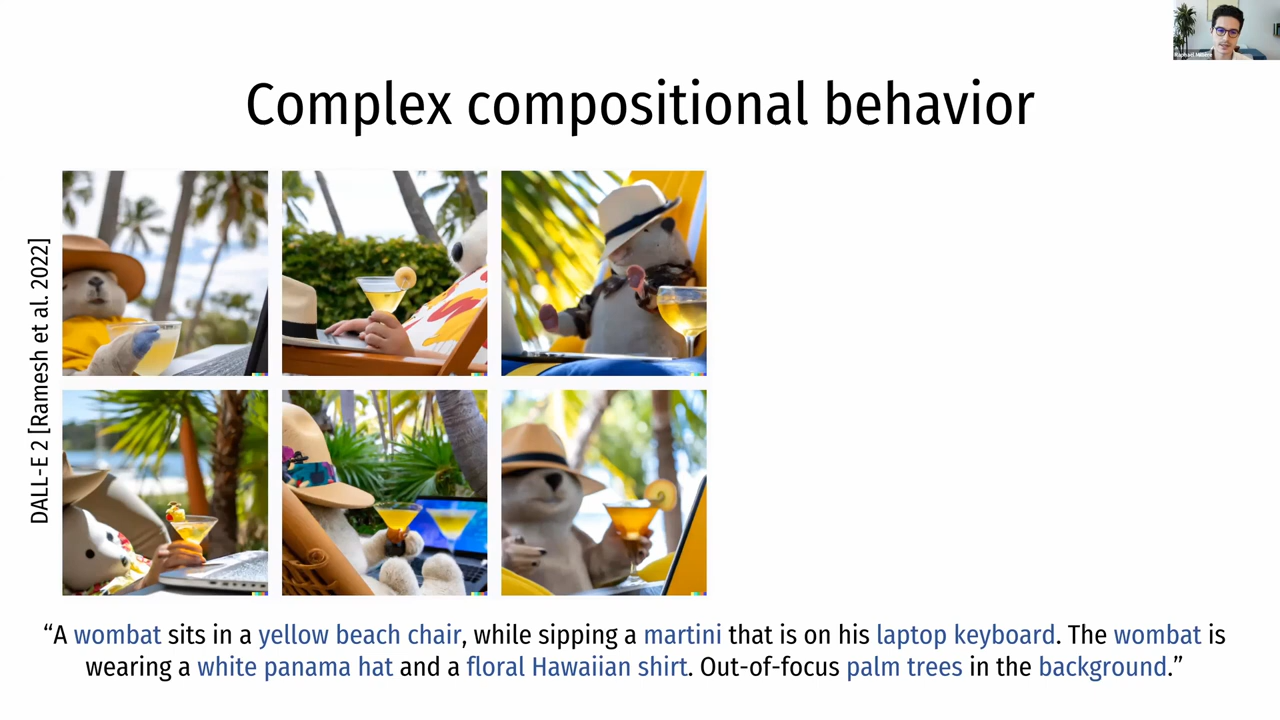 Raphaël Millière
Complex compositional behavior
DALL-E 2 [Ramesh et al. 2022]
“A wombat sits in a yellow beach chair, while sipping a martini that is on his laptop keyboard. The wombat is
wearing a white panama hat and a floral Hawaiian shirt. Out-of-focus palm trees in the background.”